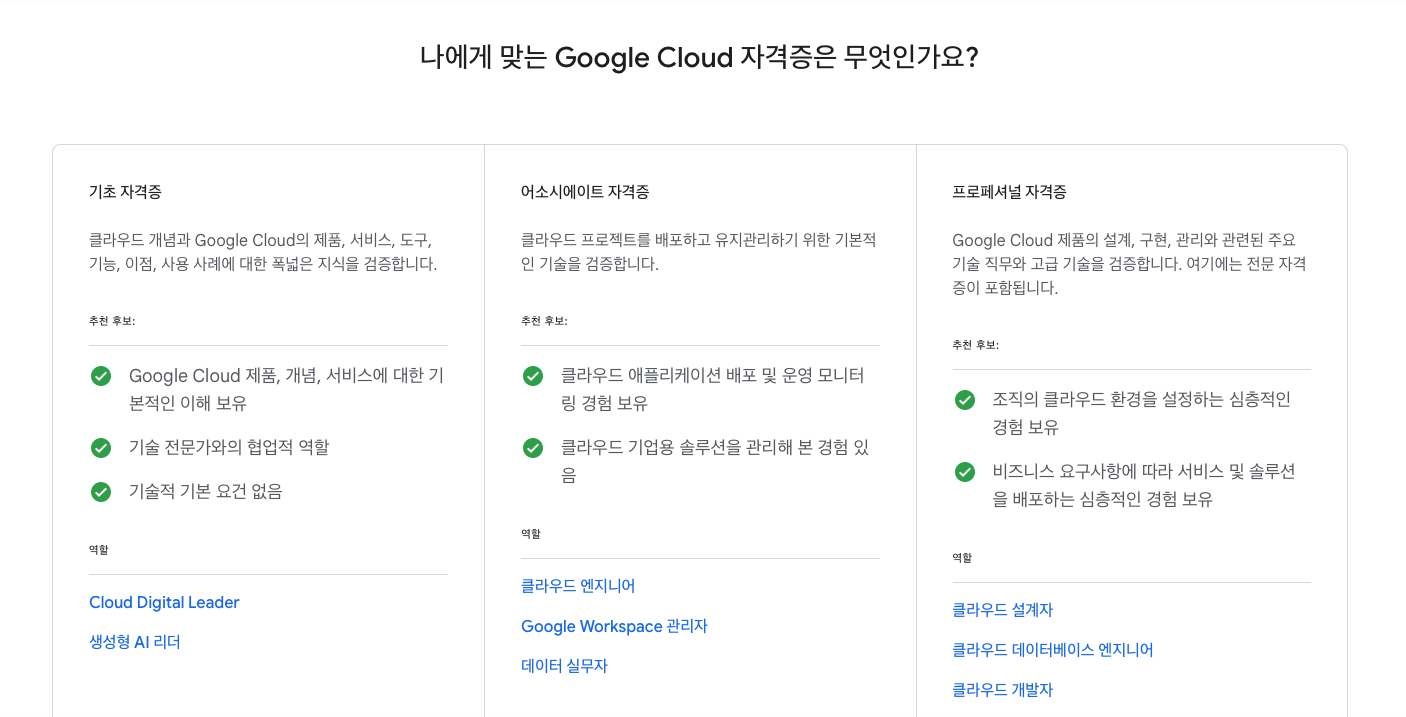 나에게 맞는 Google Cloud 자격증은 무엇인가요?
기초 자격증
클라우드 개념과 Google Cloud의 제품, 서비스, 도구,
기능, 이점, 사용 사례에 대한 폭넓은 지식을 검증합니다.
추천 후보:
Google Cloud 제품, 개념, 서비스에 대한 기
본적인 이해 보유
기술 전문가와의 협업적 역할
기술적 기본 요건 없음
역할
Cloud Digital Leader
생성형 AI 리더
어소시에이트 자격증
클라우드 프로젝트를 배포하고 유지관리하기 위한 기본적
인 기술을 검증합니다.
추천 후보:
클라우드 애플리케이션 배포 및 운영 모니터
링 경험 보유
클라우드 기업용 솔루션을 관리해 본 경험 있
음
역할
클라우드 엔지니어
Google Workspace 관리자
데이터 실무자
프로페셔널 자격증
Google Cloud 제품의 설계, 구현, 관리와 관련된 주요
기술 직무와 고급 기술을 검증합니다. 여기에는 전문 자격
증이 포함됩니다.
추천 후보:
조직의 클라우드 환경을 설정하는 심층적인
경험 보유
비즈니스 요구사항에 따라 서비스 및 솔루션
을 배포하는 심층적인 경험 보유
역할
클라우드 설계자
클라우드 데이터베이스 엔지니어
클라우드 개발자